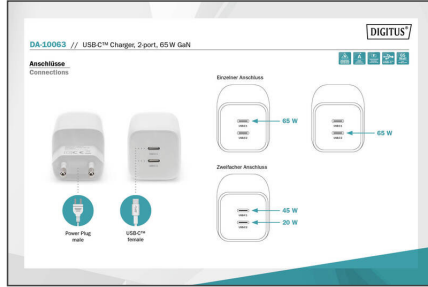 DIGITUS®
DA-10063 // USB-C™ Charger, 2-port, 65 W GaN
Anschlüsse
Connections
Einzelner Anschluss
65 W
65 W
Zweifacher Anschluss
45 W
20 W
Power Plug
male
USB-C™
female